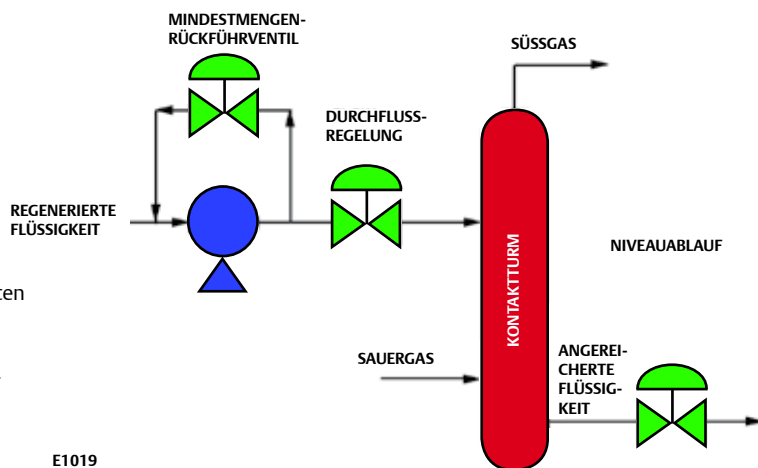 MINDESTMENGEN-
RÜCKFÜHRVENTIL
SÜSSGAS
DURCHFLUSS-
REGELUNG
REGENERIERTE
FLÜSSIGKEIT
NIVEAUABLAUF
KONTAKTTURM
SAUERGAS
ANGEREI-
CHERTE
FLÜSSIG-
KEIT
E1019